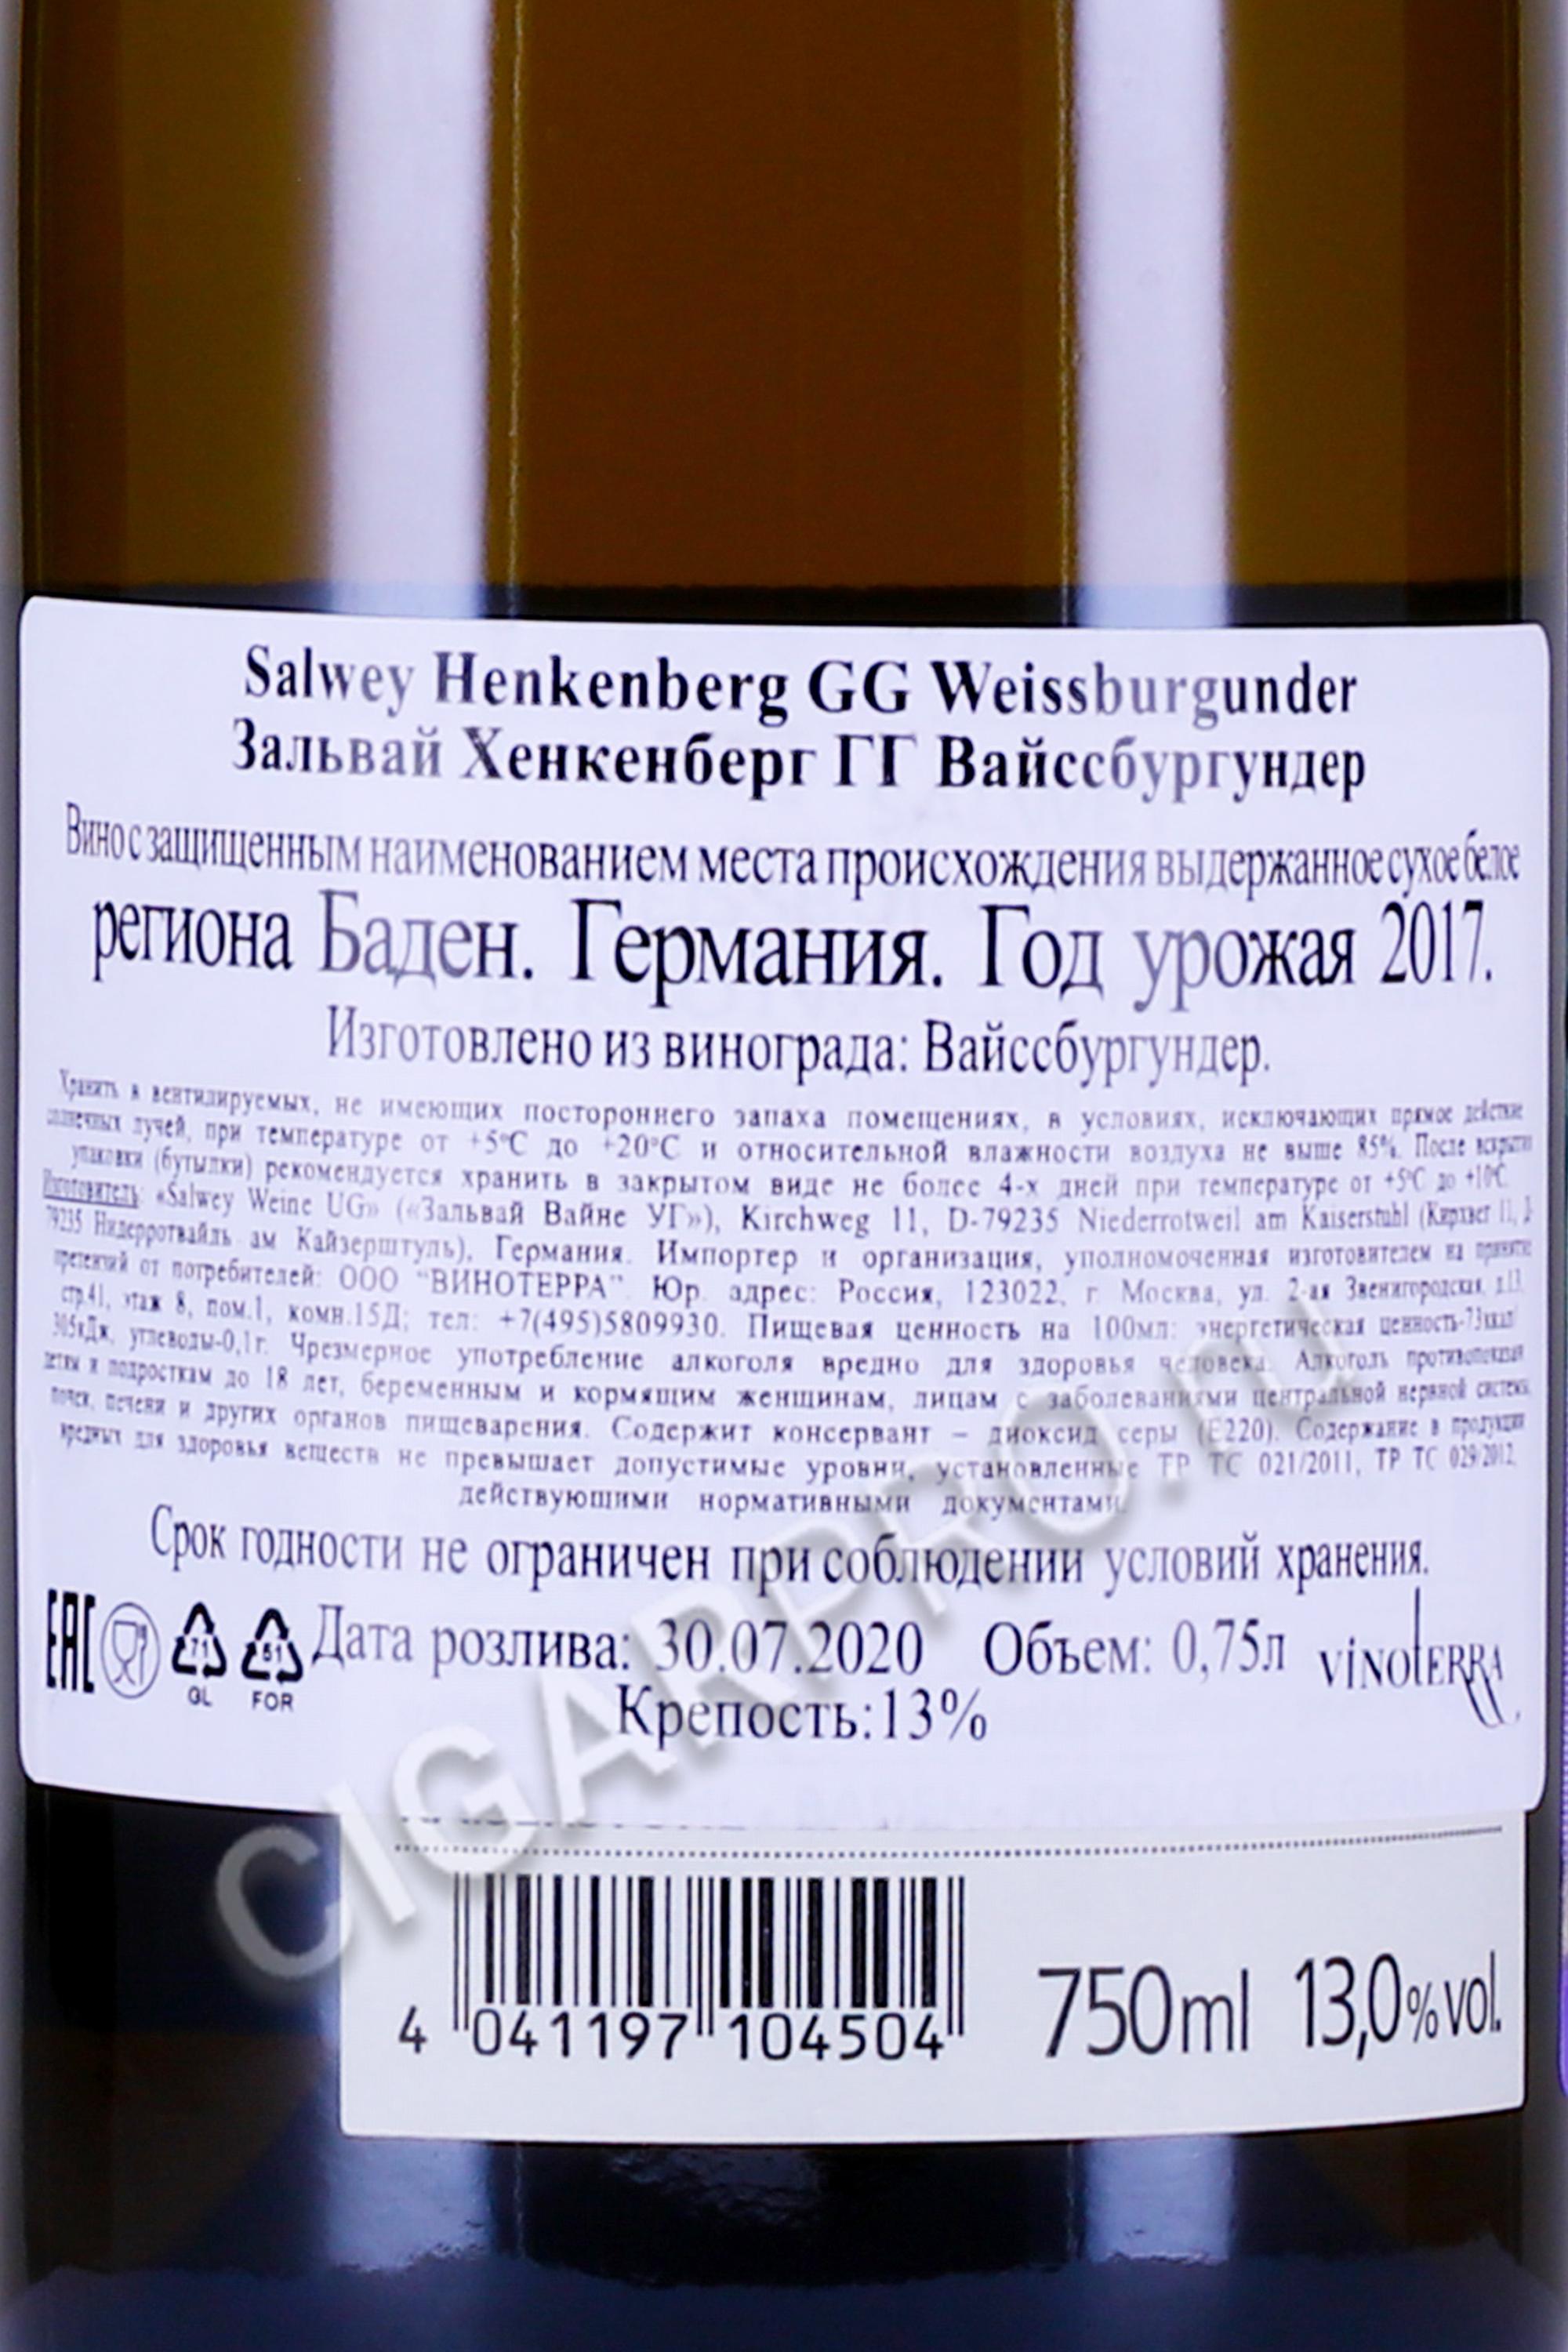 Salwey Henkenberg GG Weissburgunder
Зальвай Хенкенберг ГГ Вайссбургундер
Вино с защищенным наименованием места происхождения выдержанное сухое белое
региона Баден. Германия. Год урожая 2017.
Изготовлено из винограда: Вайссбургундер.
Хранить в вентилируемых, не имеющих постороннего запаха помещениях, в условиях, исключающих прямое действие
солнечных лучей, при температуре от +5°С до +20°С и относительной влажности воздуха не выше 85%. После вскрытия
упаковки (бутылки) рекомендуется хранить в закрытом виде не более 4-х дней при температуре от +5°С до +10°С.
Изготовитель: «Salwey Weine UG» («Зальвай Вайне УГ»), Kirchweg 11, D-79235 Niederrotweil am Kaiserstuhl (Кирхвег 11, Д-
79235 Нидерротвайль ам Кайзерштуль), Германия. Импортер и организация, уполномоченная изготовителем на принятие
претензий от потребителей: ООО "ВИНОТЕРРА" Юр. адрес: Россия, 123022, г. Москва, ул. 2-ая Звенигородская, д.13,
стр.41, этаж 8, пом.1, комн.15Д; тел: +7(495)5809930. Пищевая ценность на 100мл: энергетическая ценность-73ккал/
305кДж, углеводы-0,1г. Чрезмерное употребление алкоголя вредно для здоровья человека. Алкоголь противопоказан
детям и подросткам до 18 лет, беременным и кормящим женщинам, лицам с заболеваниями центральной нервной системы,
почек, печени и других органов пищеварения. Содержит консервант – диоксид серы (Е220). Содержание в продукции
вредных для здоровья веществ не превышает допустимые уровни, установленные ТР ТС 021/2011, ТР ТС 029/2012,
действующими нормативными документами.
Срок годности не ограничен при соблюдении условий хранения.
EAC 71 GL 51 FOR Дата розлива: 30.07.2020 Объем: 0,75л VINOTERRA
Крепость:13%
CIGARPRO.ru
4 041197 104504 750ml 13,0%vol.